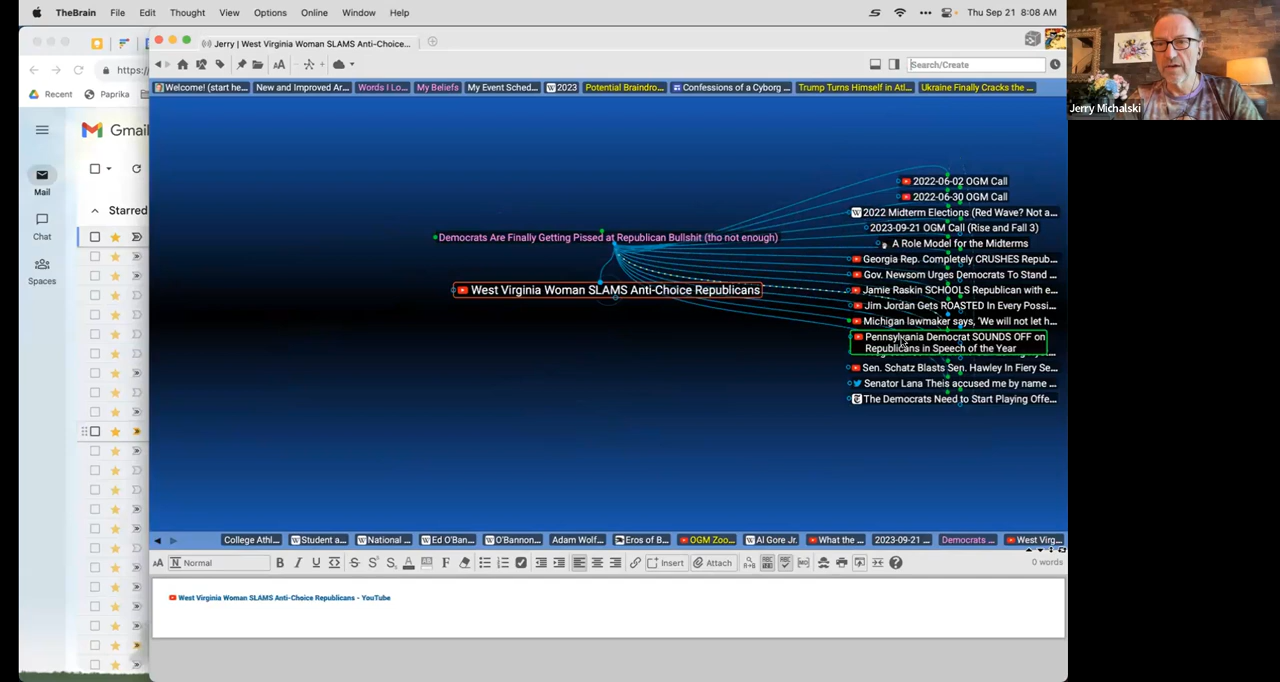 TheBrain File Edit Thought View Options Online Window Help
Thu Sep 21 8:08 AM
Jerry | West Virginia Woman SLAMS Anti-Choice...
https:/
Search/Create
Recent
Paprika
Welcome! (start he... New and Improved Ar... Words I Lo... My Beliefs My Event Sched... 2023 Potential Braindro... Confessions of a Cyborg ... Trump Turns Himself in Atl... Ukraine Finally Cracks the ...
Jerry Michalski
Gmail
Mail
Chat
Spaces
Starred
2022-06-02 OGM Call
2022-06-30 OGM Call
2022 Midterm Elections (Red Wave? Not a...
2023-09-21 OGM Call (Rise and Fall 3)
Democrats Are Finally Getting Pissed at Republican Bullshit (tho not enough)
A Role Model for the Midterms
Georgia Rep. Completely CRUSHES Repub...
Gov. Newsom Urges Democrats To Stand ...
West Virginia Woman SLAMS Anti-Choice Republicans
Jamie Raskin SCHOOLS Republican with e...
Jim Jordan Gets ROASTED In Every Possi...
Michigan lawmaker says, 'We will not let h...
Pennsylvania Democrat SOUNDS OFF on
Republicans in Speech of the Year
Sen. Schatz Blasts Sen. Hawley In Fiery Se...
Senator Lana Theis accused me by name ...
The Democrats Need to Start Playing Offe...
College Athl... Student a... National ... Ed O'Ban... O'Bannon... Adam Wolf... Eros of B... OGM Zoo... Al Gore Jr. What the ... 2023-09-21 ... Democrats ... West Virg...
Normal
Insert
Attach
0 words
West Virginia Woman SLAMS Anti-Choice Republicans - YouTube